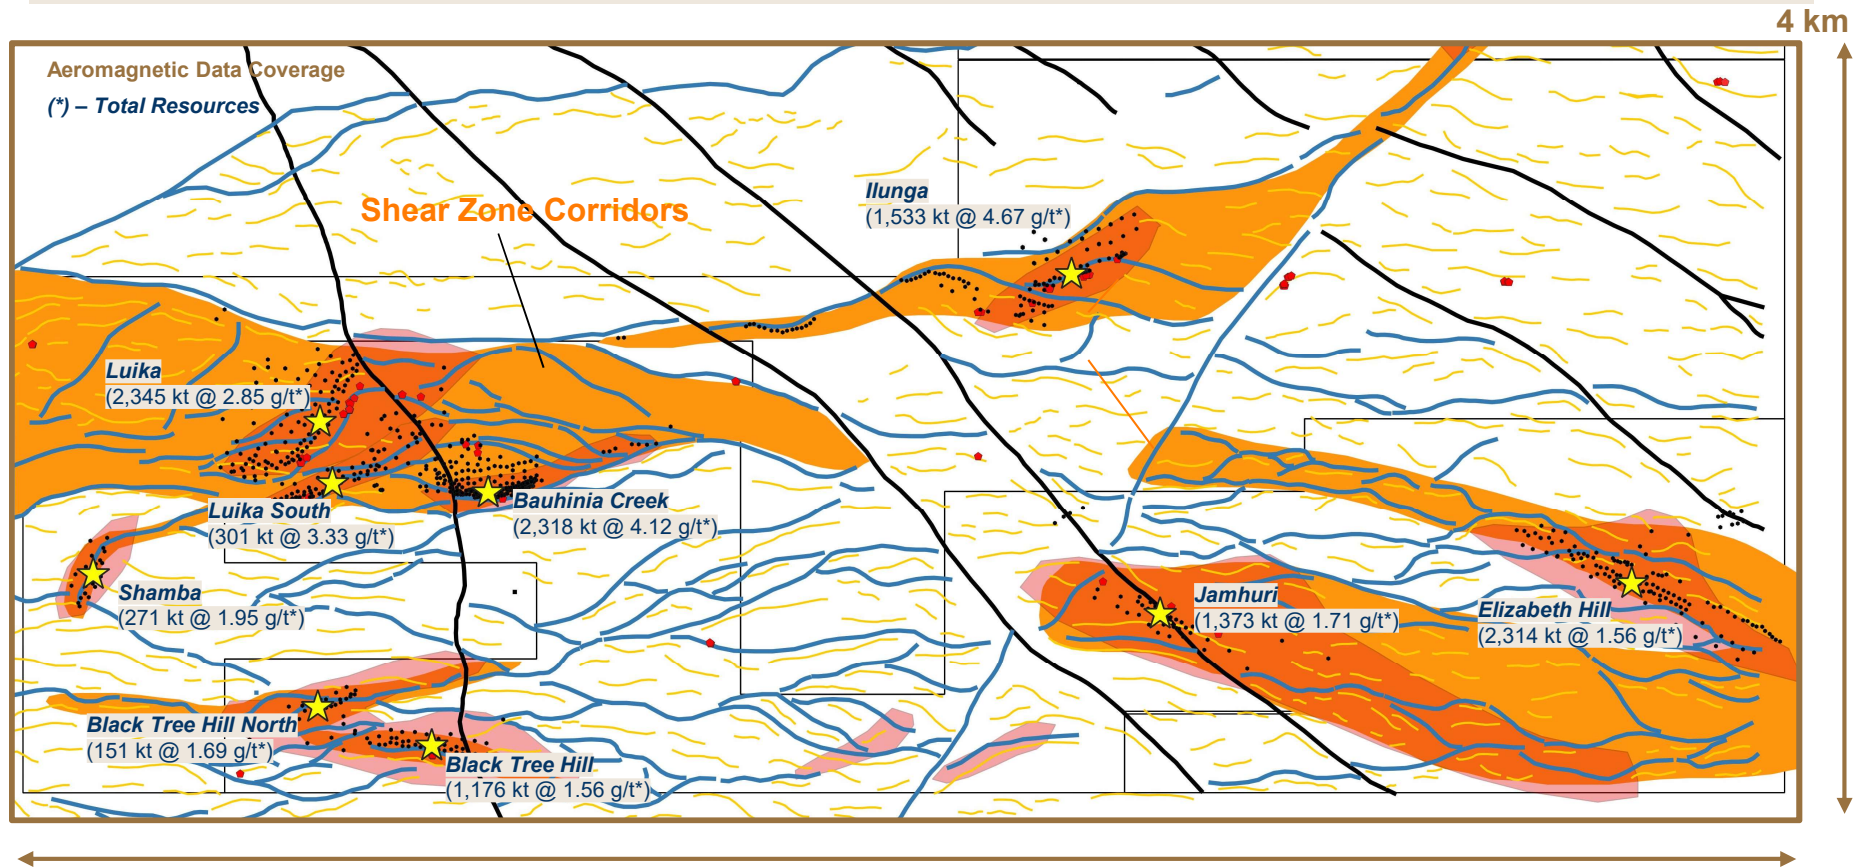 4 km
Aeromagnetic Data Coverage
(*) – Total Resources
Ilunga
(1,533 kt @ 4.67 g/t*)
Shear Zone Corridors
Luika
(2,345 kt @ 2.85 g/t*)
Luika South
(301 kt @ 3.33 g/t*)
Bauhinia Creek
(2,318 kt @ 4.12 g/t*)
Shamba
(271 kt @ 1.95 g/t*)
Jamhuri
(1,373 kt @ 1.71 g/t*)
Elizabeth Hill
(2,314 kt @ 1.56 g/t*)
Black Tree Hill North
(151 kt @ 1.69 g/t*)
Black Tree Hill
(1,176 kt @ 1.56 g/t*)